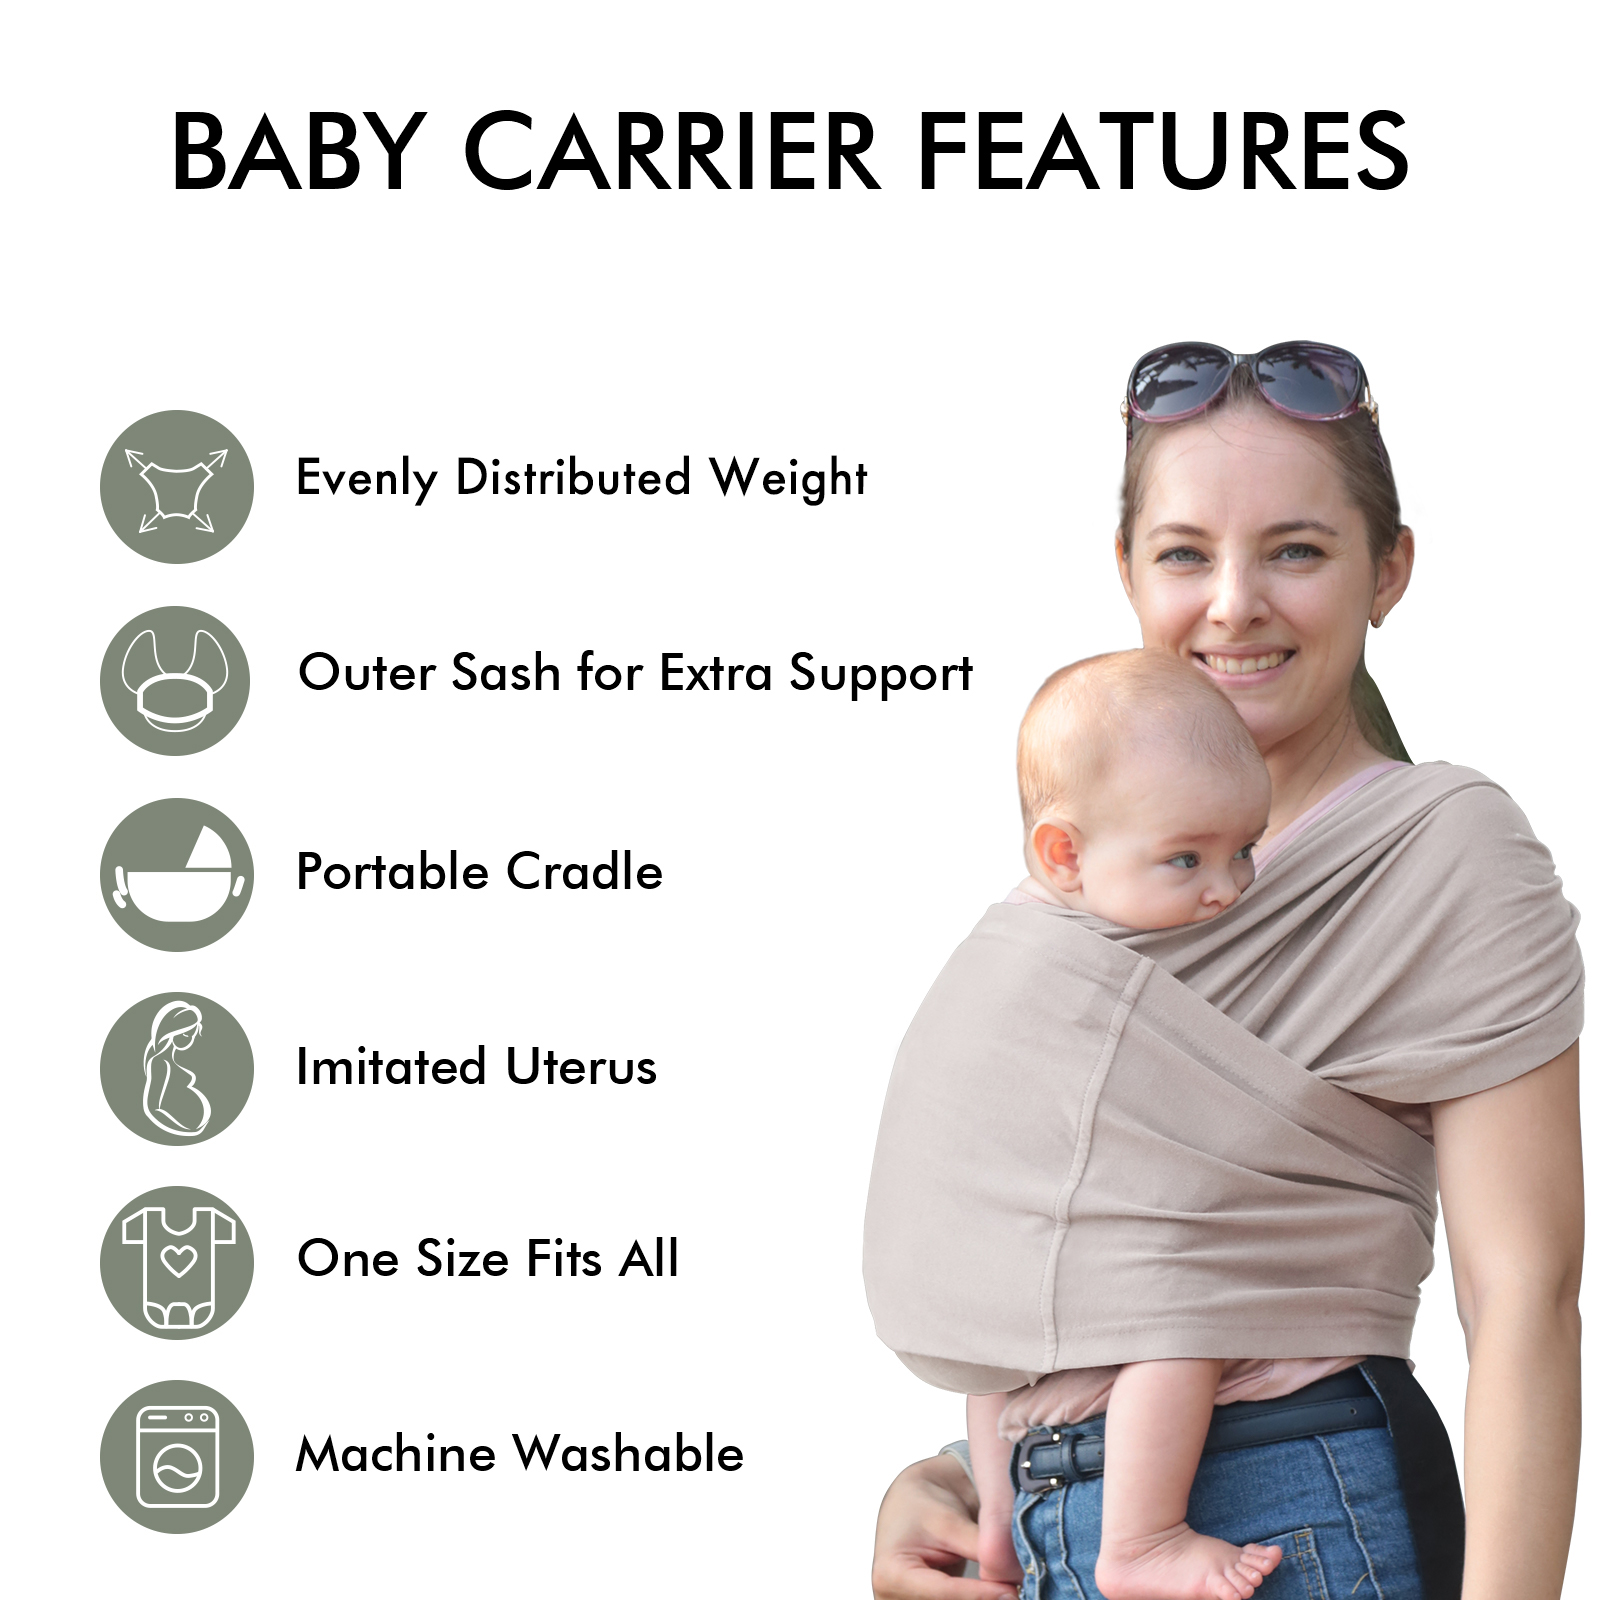 BABY CARRIER FEATURES
Evenly Distributed Weight
Outer Sash for Extra Support
Portable Cradle
Imitated Uterus
One Size Fits All
Machine Washable